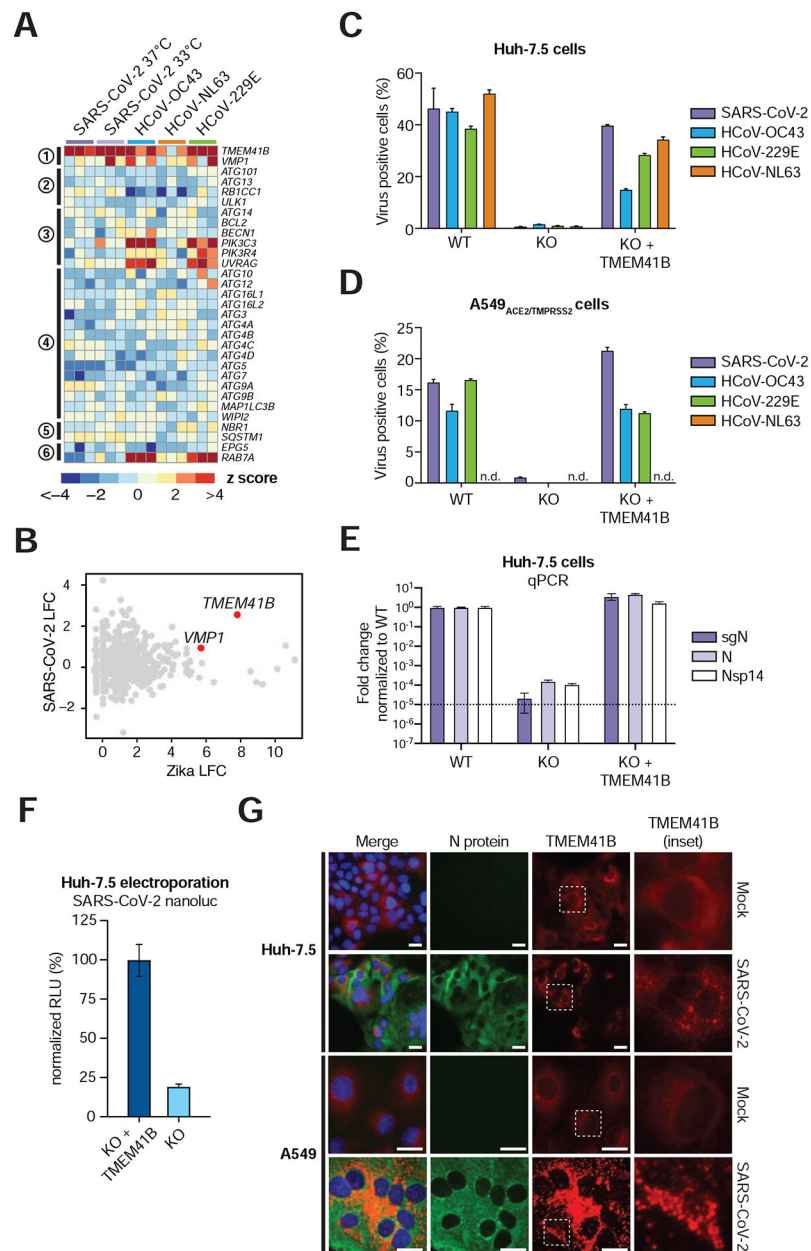 A
SARS-CoV-2 37°C
SARS-CoV-2 33°C
HCoV-OC43
HCoV-NL63
HCoV-229E
① TMEM41B
VMP1
② ATG101
ATG13
RB1CC1
ULK1
③ ATG14
BCL2
BECN1
PIK3C3
PIK3R4
UVRAG
④ ATG10
ATG12
ATG16L1
ATG16L2
ATG3
ATG4A
ATG4B
ATG4C
ATG4D
ATG5
ATG7
ATG9A
ATG9B
MAP1LC3B
WIPI2
⑤ NBR1
SQSTM1
⑥ EPG5
RAB7A
z score
<-4 -2 0 2 >4
B
SARS-CoV-2 LFC
4
2
0
-2
TMEM41B
VMP1
0 2 4 6 8 10
Zika LFC
C
Huh-7.5 cells
Virus positive cells (%)
60
40
20
0
WT KO KO +
TMEM41B
SARS-CoV-2
HCoV-OC43
HCoV-229E
HCoV-NL63
D
A549ACE2/TMPRSS2 cells
Virus positive cells (%)
25
20
15
10
5
0
n.d. n.d. n.d.
WT KO KO +
TMEM41B
SARS-CoV-2
HCoV-OC43
HCoV-229E
HCoV-NL63
E
Huh-7.5 cells
qPCR
Fold change
normalized to WT
10¹
10⁰
10⁻¹
10⁻²
10⁻³
10⁻⁴
10⁻⁵
10⁻⁶
10⁻⁷
WT KO KO +
TMEM41B
sgN
N
Nsp14
F
Huh-7.5 electroporation
SARS-CoV-2 nanoluc
normalized RLU (%)
125
100
75
50
25
0
KO +
TMEM41B
KO
G
Merge N protein TMEM41B TMEM41B
(inset)
Huh-7.5
Mock
SARS-CoV-2
A549
Mock
SARS-CoV-2